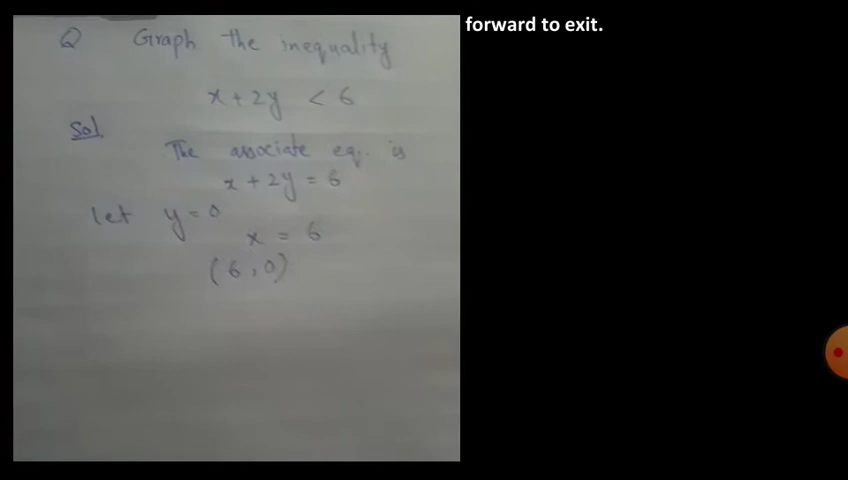 forward to exit.
Q Graph the inequality
x + 2y < 6
Sol
The associate eq. is
x + 2y = 6
let y = 0
x = 6
(6, 0)